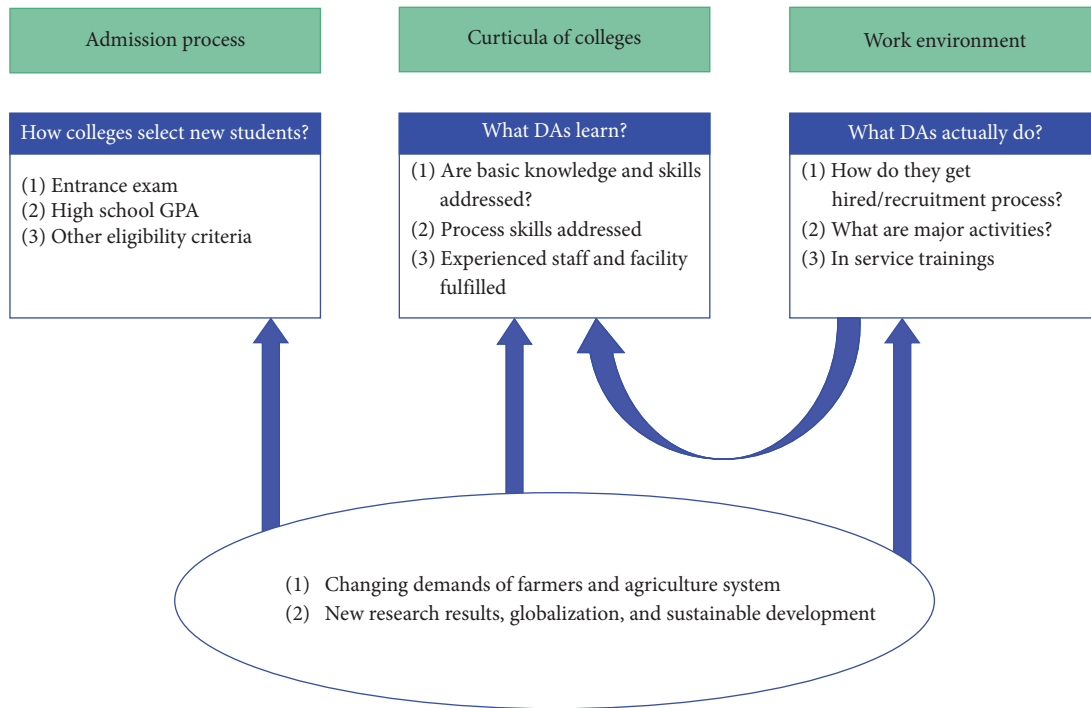 Admission process
Curticula of colleges
Work environment
How colleges select new students?
(1) Entrance exam
(2) High school GPA
(3) Other eligibility criteria
What DAs learn?
(1) Are basic knowledge and skills
addressed?
(2) Process skills addressed
(3) Experienced staff and facility
fulfilled
What DAs actually do?
(1) How do they get
hired/recruitment process?
(2) What are major activities?
(3) In service trainings
(1) Changing demands of farmers and agriculture system
(2) New research results, globalization, and sustainable development